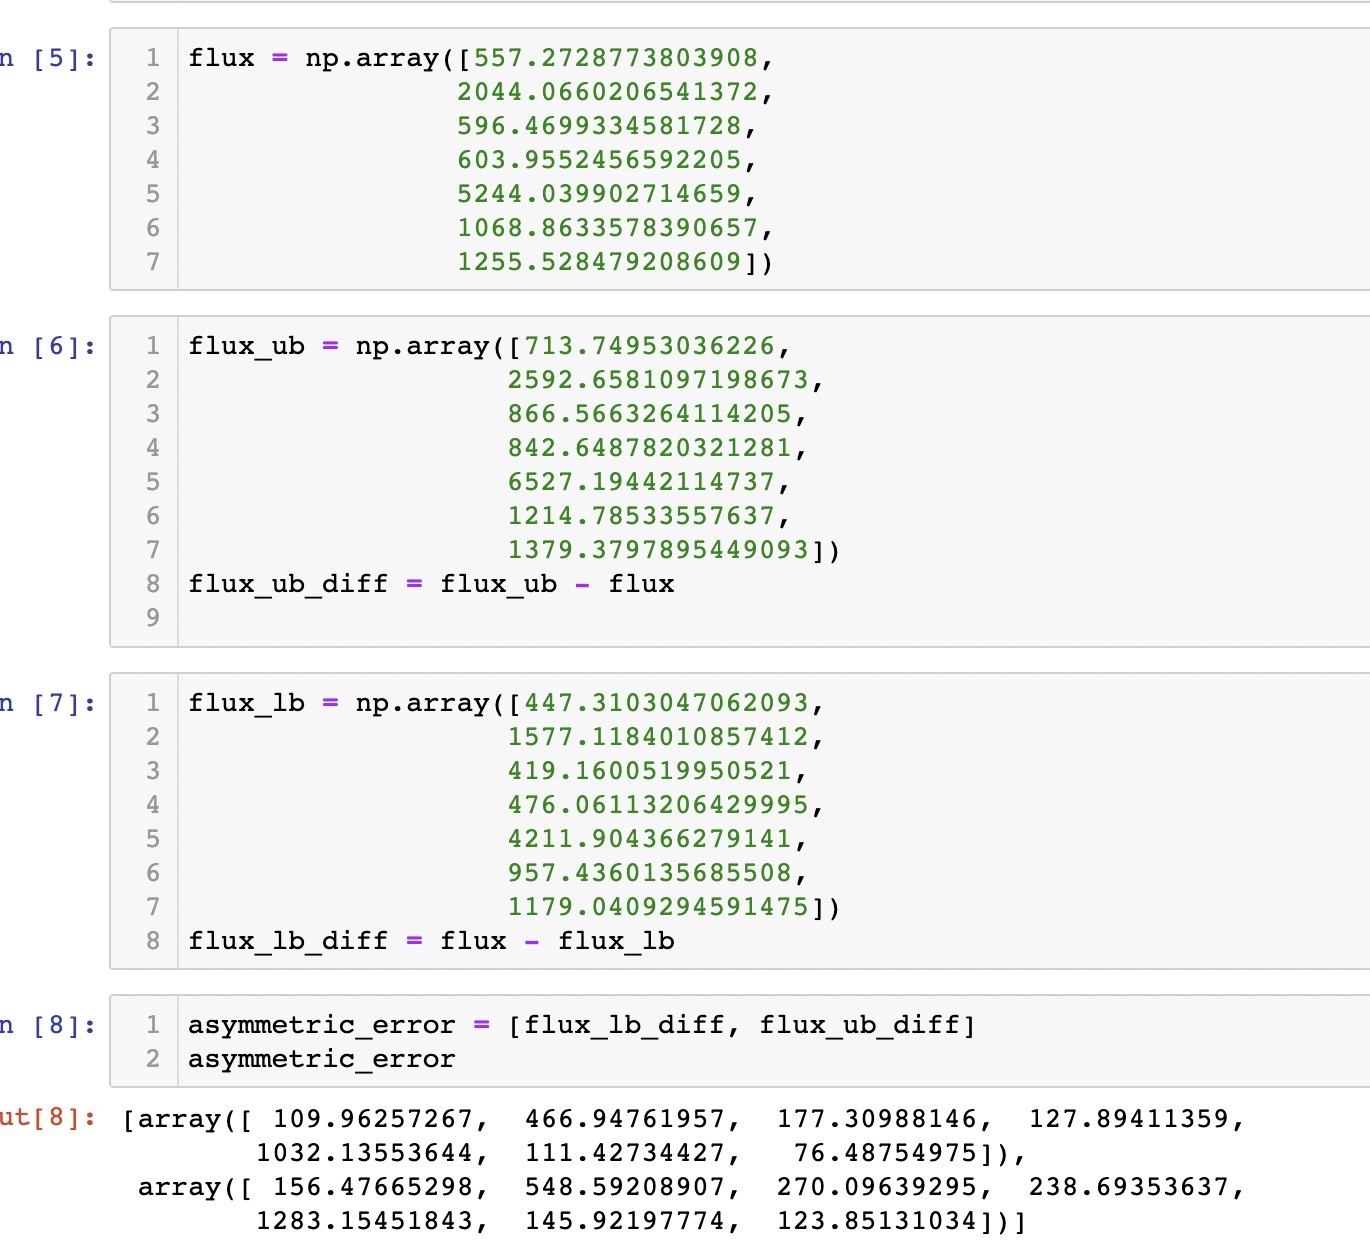 n [5]:
1 flux = np.array([557.2728773803908,
2 2044.0660206541372,
3 596.4699334581728,
4 603.9552456592205,
5 5244.039902714659,
6 1068.8633578390657,
7 1255.528479208609])
n [6]:
1 flux_ub = np.array([713.74953036226,
2 2592.6581097198673,
3 866.5663264114205,
4 842.6487820321281,
5 6527.19442114737,
6 1214.78533557637,
7 1379.3797895449093])
8 flux_ub_diff = flux_ub - flux
9
n [7]:
1 flux_lb = np.array([447.3103047062093,
2 1577.1184010857412,
3 419.1600519950521,
4 476.06113206429995,
5 4211.904366279141,
6 957.4360135685508,
7 1179.0409294591475])
8 flux_lb_diff = flux - flux_lb
n [8]:
1 asymmetric_error = [flux_lb_diff, flux_ub_diff]
2 asymmetric_error
ut[8]: [array([ 109.96257267, 466.94761957, 177.30988146, 127.89411359,
1032.13553644, 111.42734427, 76.48754975]),
array([ 156.47665298, 548.59208907, 270.09639295, 238.69353637,
1283.15451843, 145.92197774, 123.85131034])]